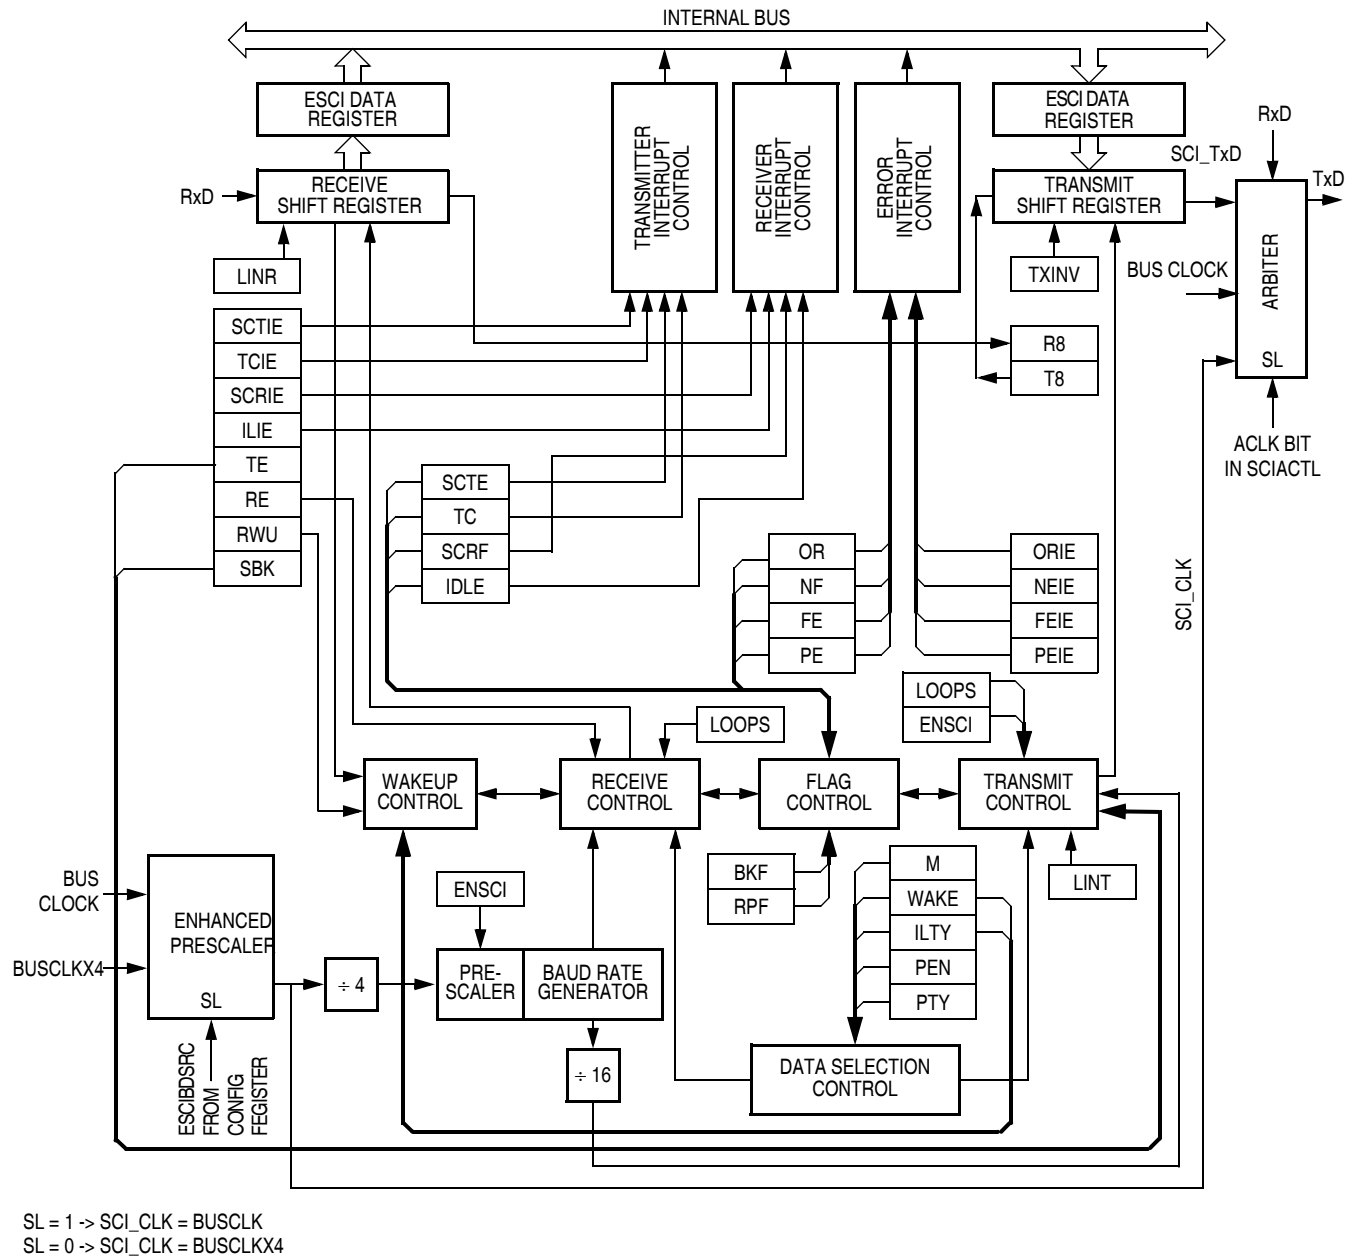 INTERNAL BUS
ESCI DATA
REGISTER
RECEIVE
SHIFT REGISTER
RxD
LINR
TRANSMITTER
INTERRUPT
CONTROL
RECEIVER
INTERRUPT
CONTROL
ERROR
INTERRUPT
CONTROL
ESCI DATA
REGISTER
TRANSMIT
SHIFT REGISTER
TXINV
SCI_TxD
RxD
TxD
BUS CLOCK
ARBITER
SL
ACLK BIT
IN SCIACTL
R8
T8
SCTIE
TCIE
SCRIE
ILIE
TE
RE
RWU
SBK
SCTE
TC
SCRF
IDLE
OR
NF
FE
PE
ORIE
NEIE
FEIE
PEIE
SCI_CLK
LOOPS
LOOPS
ENSCI
WAKEUP
CONTROL
RECEIVE
CONTROL
FLAG
CONTROL
TRANSMIT
CONTROL
BKF
RPF
M
WAKE
ILTY
PEN
PTY
LINT
BUS
CLOCK
BUSCLKX4
ENHANCED
PRESCALER
SL
ESCIBDSRC
FROM
CONFIG
FEGISTER
÷ 4
ENSCI
PRE-
SCALER
BAUD RATE
GENERATOR
÷ 16
DATA SELECTION
CONTROL
SL = 1 -> SCI_CLK = BUSCLK
SL = 0 -> SCI_CLK = BUSCLKX4